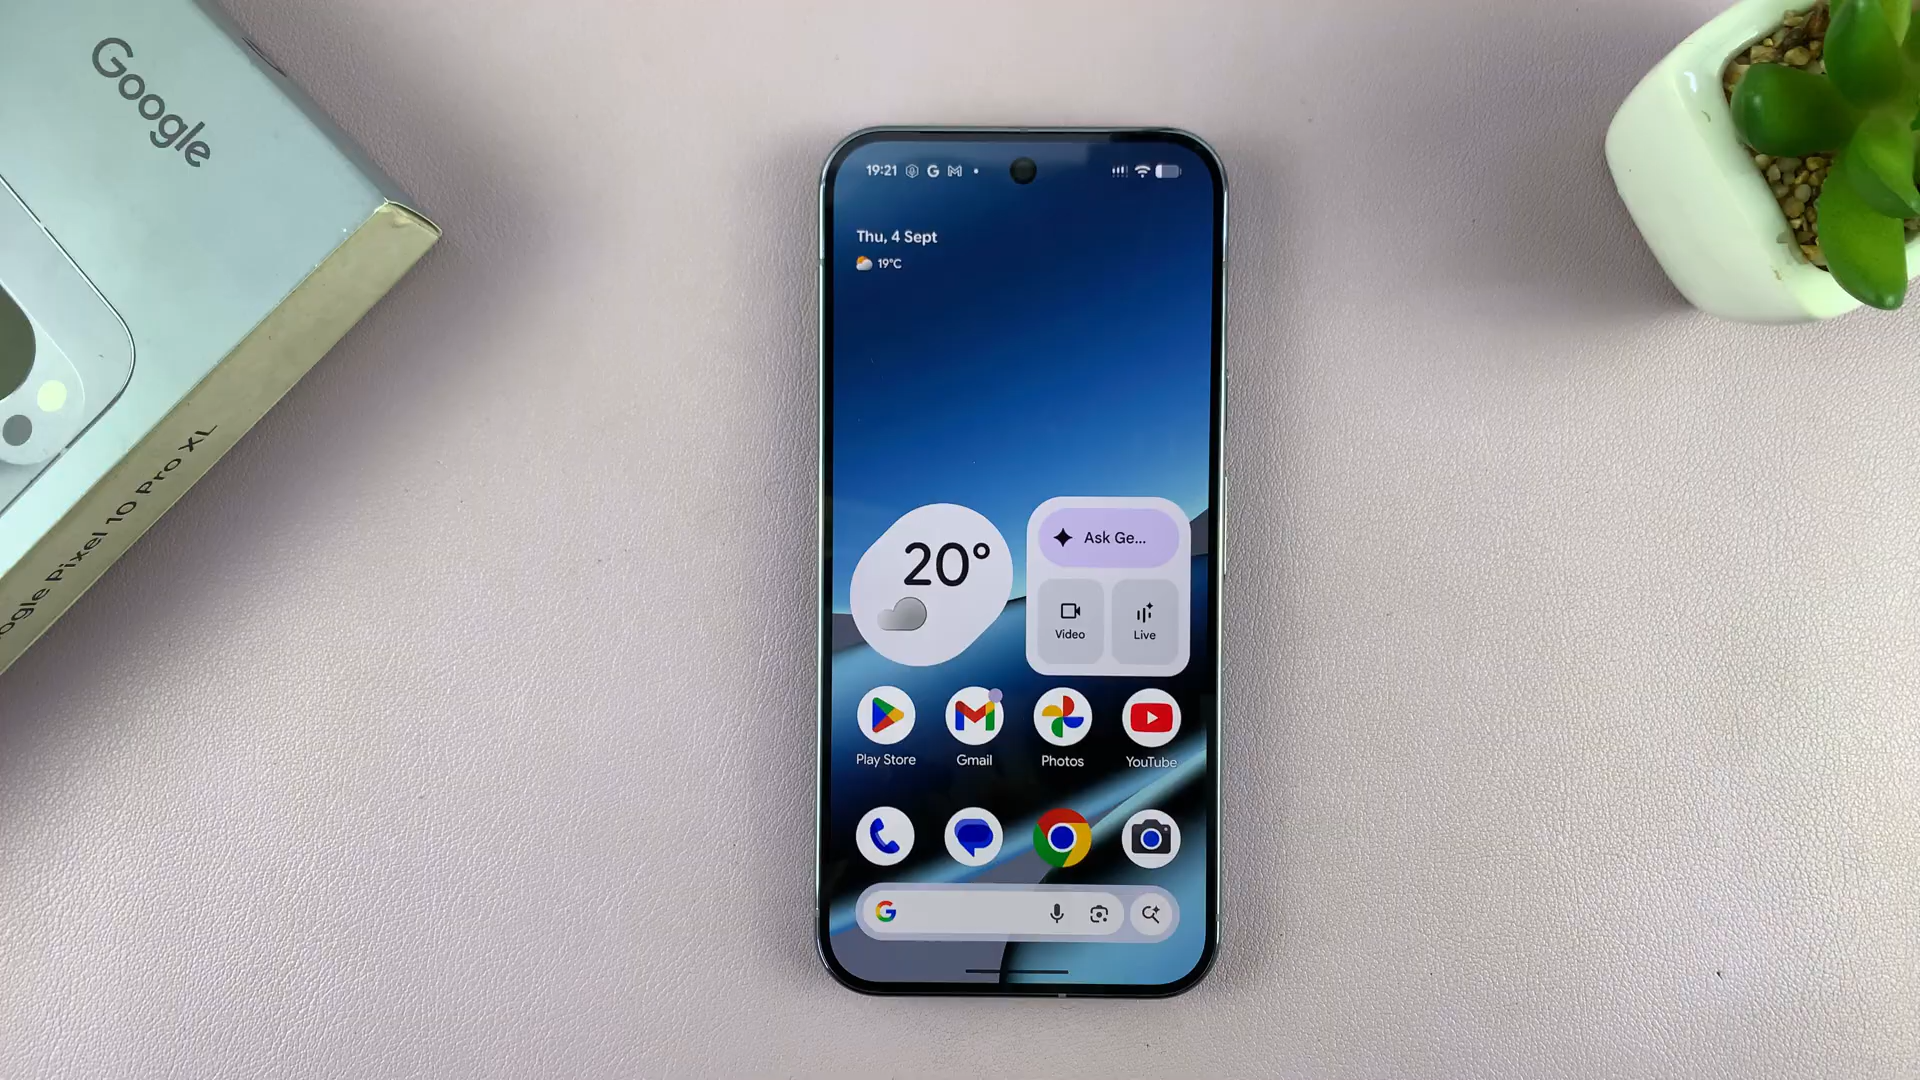 Google
ogle Pixel 10 Pro XL
19:21
Thu, 4 Sept
19°C
20°
Ask Ge...
Video
Live
Play Store
Gmail
Photos
YouTube